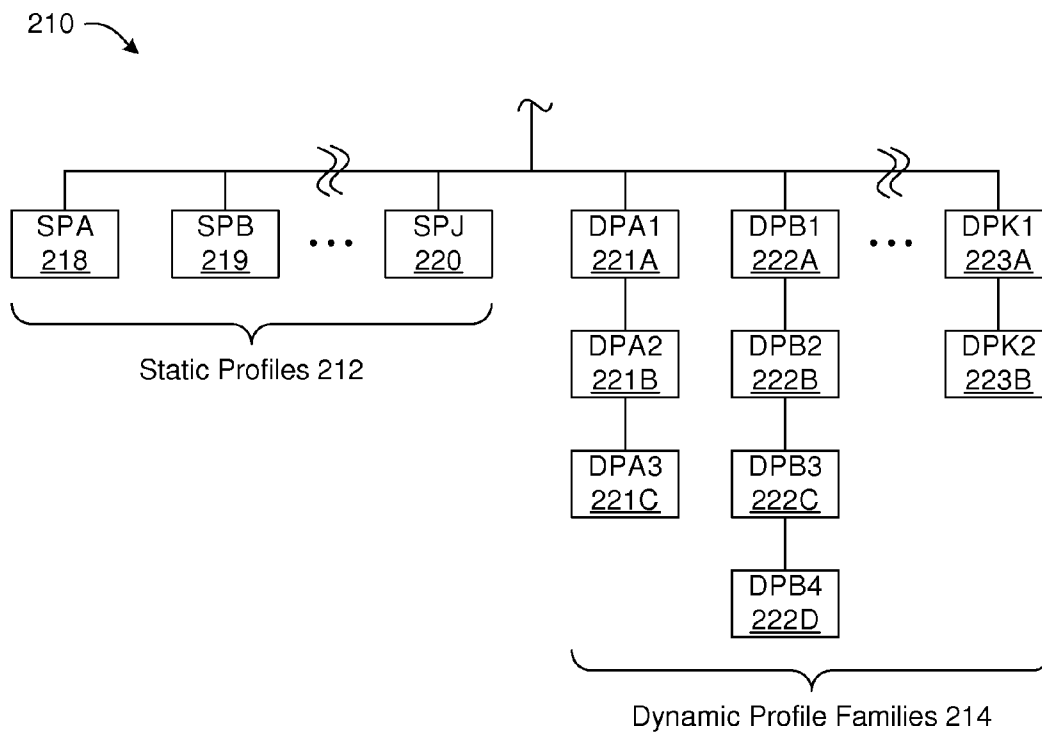 210
SPA
218
SPB
219
• • •
SPJ
220
DPA1
221A
DPB1
222A
• • •
DPK1
223A
Static Profiles 212
DPA2
221B
DPB2
222B
DPK2
223B
DPA3
221C
DPB3
222C
DPB4
222D
Dynamic Profile Families 214